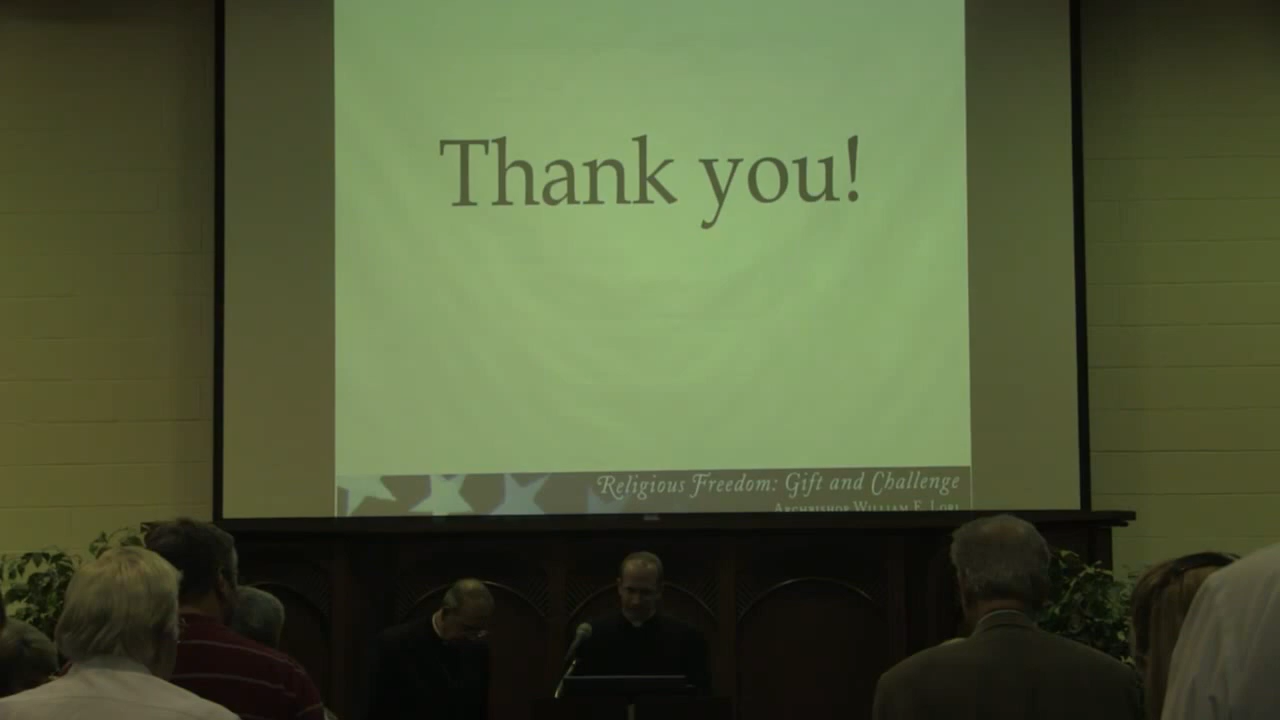 Thank you!
Religious Freedom: Gift and Challenge
Archbishop William E. Lori